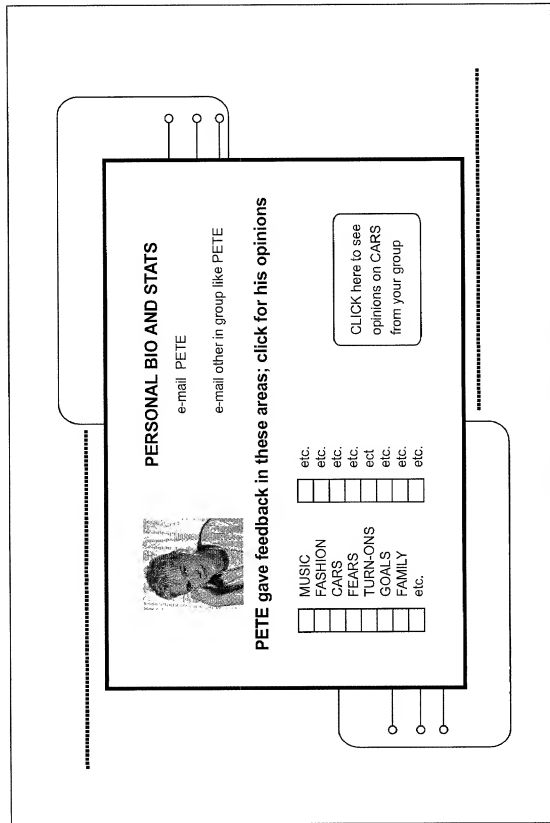 PERSONAL BIO AND STATS
e-mail PETE
e-mail other in group like PETE
PETE gave feedback in these areas; click for his opinions
MUSIC
FASHION
CARS
FEARS
TURN-ONS
GOALS
FAMILY
etc.
etc.
etc.
etc.
etc.
ect
etc.
etc.
etc.
CLICK here to see
opinions on CARS
from your group